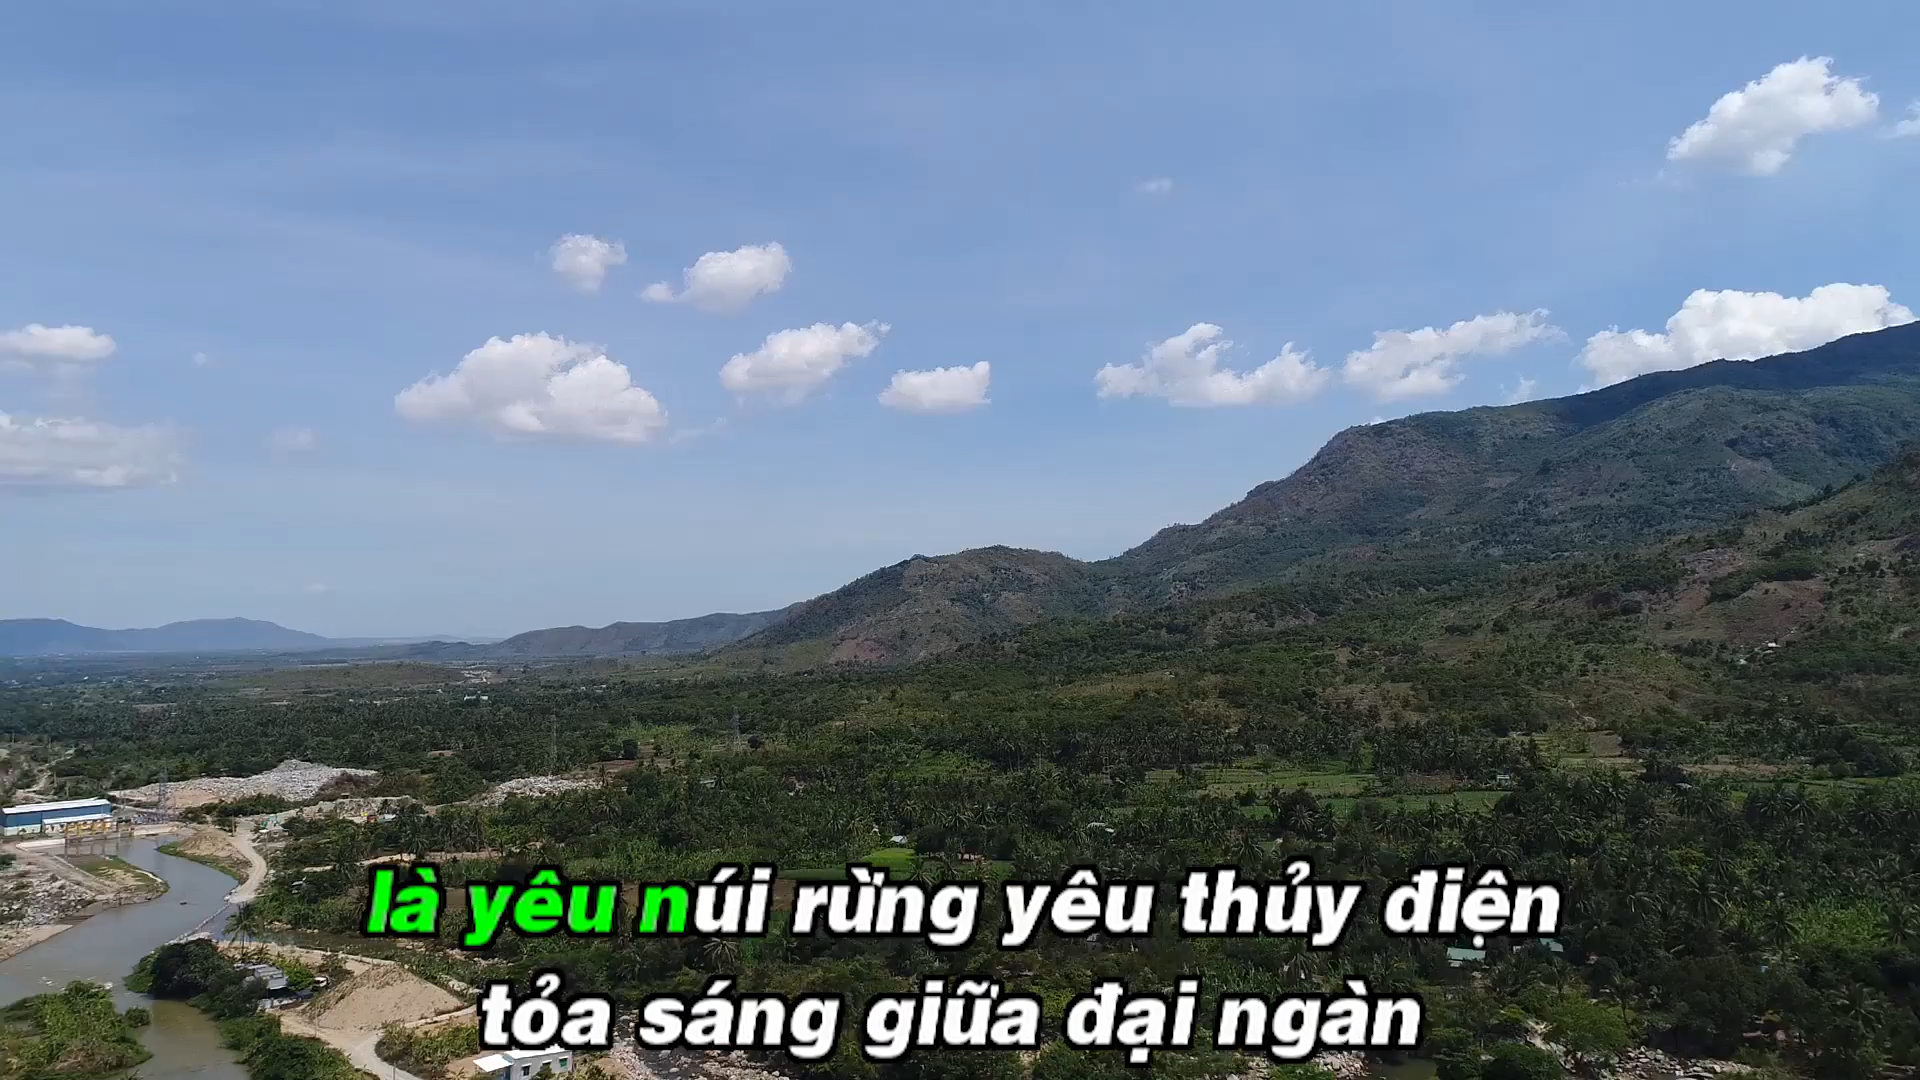 là yêu núi rừng yêu thủy điện
tỏa sáng giữa đại ngàn